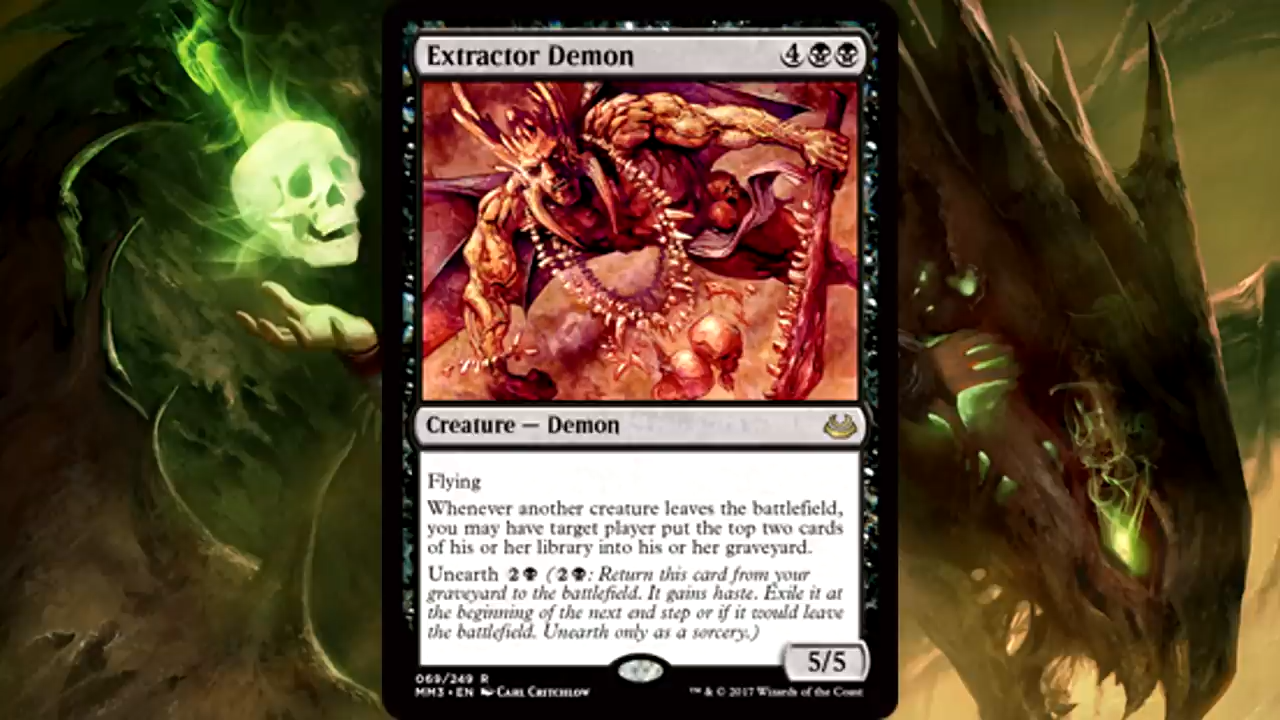 Extractor Demon 4
Creature — Demon
Flying
Whenever another creature leaves the battlefield,
you may have target player put the top two cards
of his or her library into his or her graveyard.
Unearth 2 (2: Return this card from your
graveyard to the battlefield. It gains haste. Exile it at
the beginning of the next end step or if it would leave
the battlefield. Unearth only as a sorcery.)
5/5
069/249 R
MM3 • EN Carl Critchlow
™ & © 2017 Wizards of the Coast